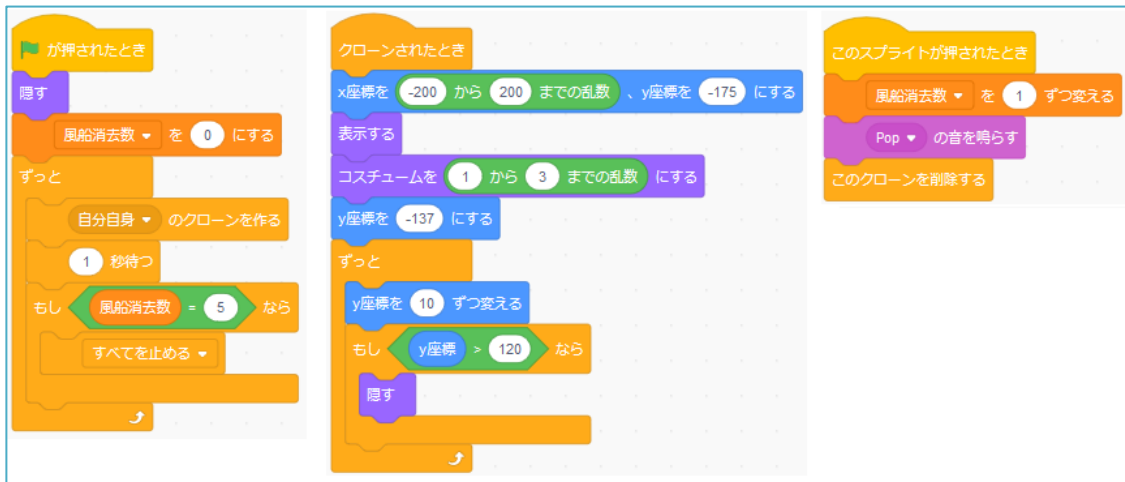 が押されたとき
隠す
風船消去数 を 0 にする
ずっと
自分自身 のクローンを作る
1 秒待つ
もし 風船消去数 = 5 なら
すべてを止める
クローンされたとき
x座標を -200 から 200 までの乱数 、y座標を -175 にする
表示する
コスチュームを 1 から 3 までの乱数 にする
y座標を -137 にする
ずっと
y座標を 10 ずつ変える
もし y座標 > 120 なら
隠す
このスプライトが押されたとき
風船消去数 を 1 ずつ変える
Pop の音を鳴らす
このクローンを削除する